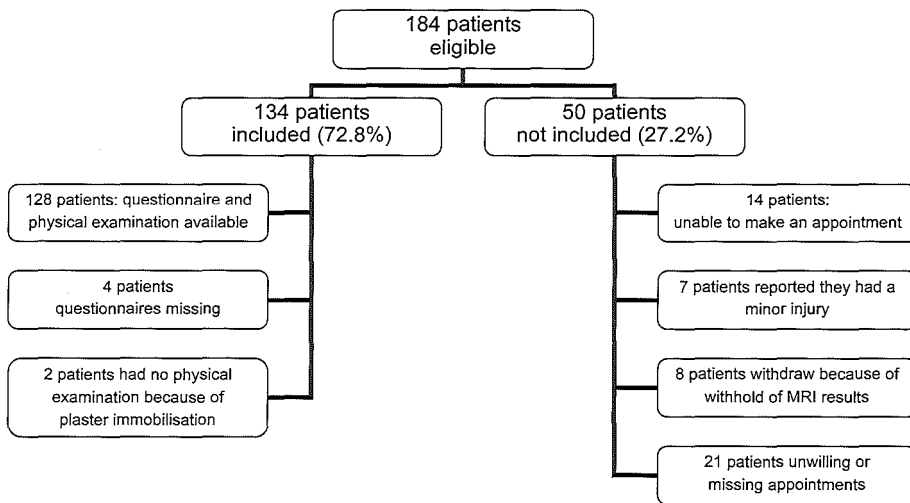 184 patients
eligible
134 patients
included (72.8%)
50 patients
not included (27.2%)
128 patients: questionnaire and
physical examination available
4 patients
questionnaires missing
2 patients had no physical
examination because of
plaster immobilisation
14 patients:
unable to make an appointment
7 patients reported they had a
minor injury
8 patients withdraw because of
withhold of MRI results
21 patients unwilling or
missing appointments